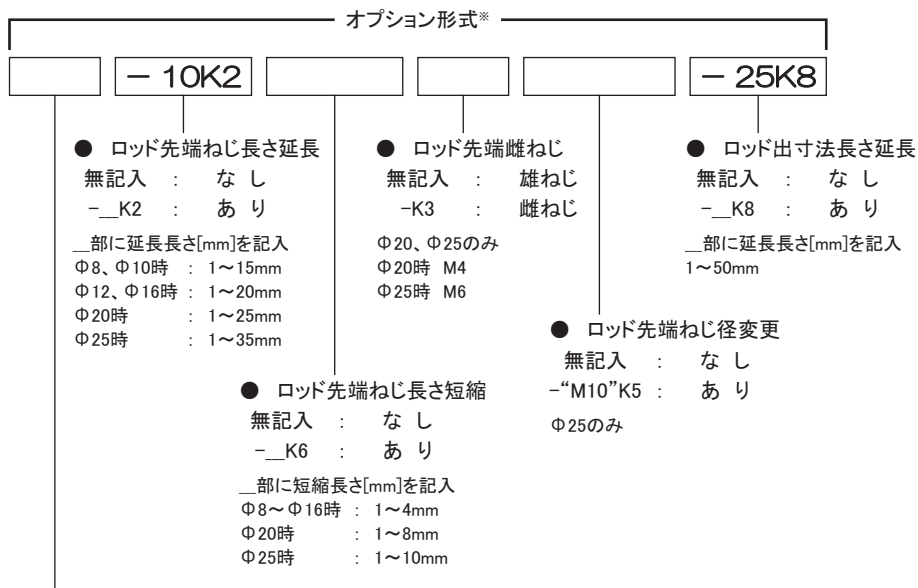 オプション形式※
－10K2
－25K8
● ロッド先端ねじ長さ延長
無記入 : なし
-__K2 : あり
__部に延長長さ[mm]を記入
Φ8、Φ10時 : 1～15mm
Φ12、Φ16時 : 1～20mm
Φ20時 : 1～25mm
Φ25時 : 1～35mm
● ロッド先端雌ねじ
無記入 : 雄ねじ
-K3 : 雌ねじ
Φ20、Φ25のみ
Φ20時 M4
Φ25時 M6
● ロッド出寸法長さ延長
無記入 : なし
-__K8 : あり
__部に延長長さ[mm]を記入
1～50mm
● ロッド先端ねじ長さ短縮
無記入 : なし
-__K6 : あり
__部に短縮長さ[mm]を記入
Φ8～Φ16時 : 1～4mm
Φ20時 : 1～8mm
Φ25時 : 1～10mm
● ロッド先端ねじ径変更
無記入 : なし
-“M10”K5 : あり
Φ25のみ